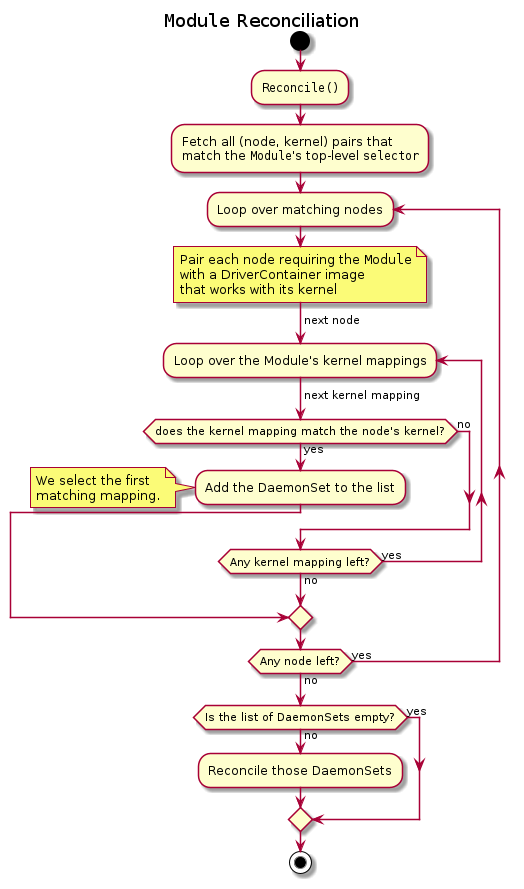 Module Reconciliation
Reconcile()
Fetch all (node, kernel) pairs that
match the Module's top-level selector
Loop over matching nodes
Pair each node requiring the Module
with a DriverContainer image
that works with its kernel
next node
Loop over the Module's kernel mappings
next kernel mapping
does the kernel mapping match the node's kernel?
no
yes
We select the first
matching mapping.
Add the DaemonSet to the list
Any kernel mapping left?
yes
no
Any node left?
yes
no
Is the list of DaemonSets empty?
yes
no
Reconcile those DaemonSets